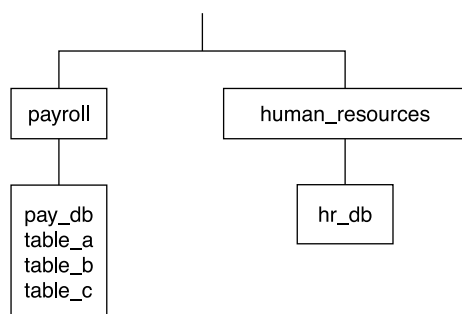 payroll
human_resources
pay_db
table_a
table_b
table_c
hr_db